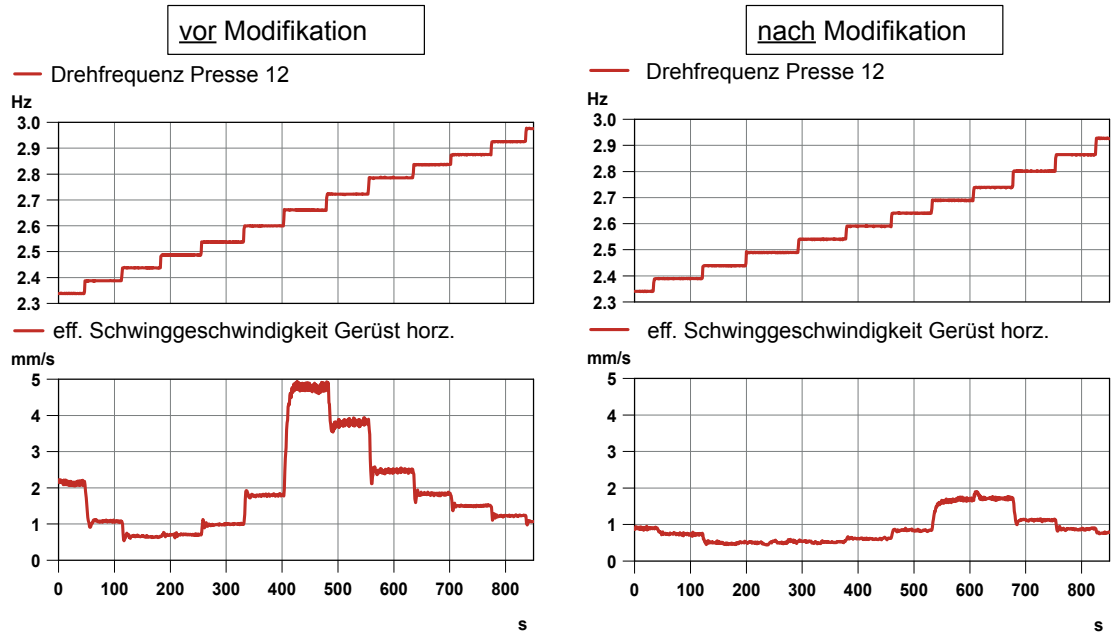 vor Modifikation
Drehfrequenz Presse 12
Hz
3.0
2.9
2.8
2.7
2.6
2.5
2.4
2.3
eff. Schwinggeschwindigkeit Gerüst horz.
mm/s
5
4
3
2
1
0
0 100 200 300 400 500 600 700 800
s
nach Modifikation
Drehfrequenz Presse 12
Hz
3.0
2.9
2.8
2.7
2.6
2.5
2.4
2.3
eff. Schwinggeschwindigkeit Gerüst horz.
mm/s
5
4
3
2
1
0
0 100 200 300 400 500 600 700 800
s